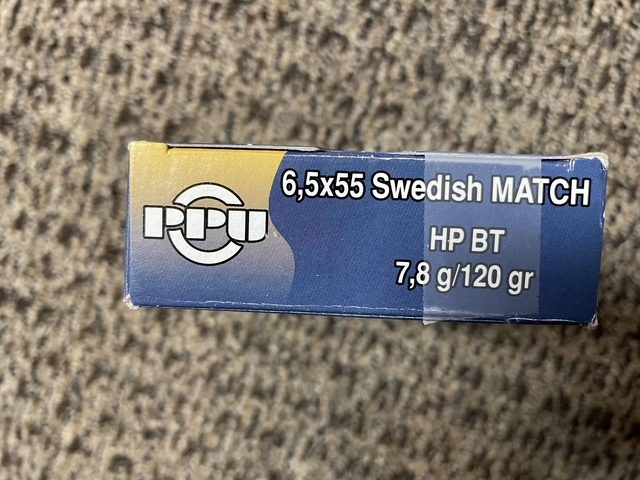 PPU
6,5x55 Swedish MATCH
HP BT
7,8 g/120 gr